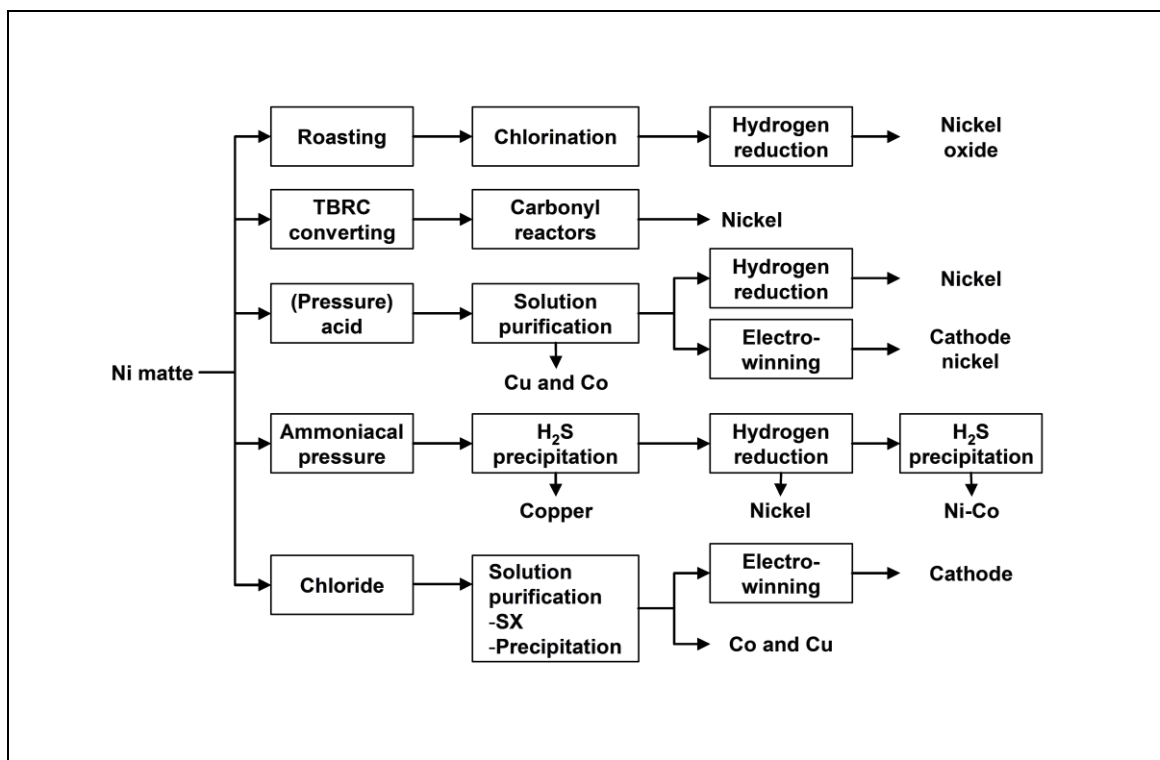 Roasting
Chlorination
Hydrogen
reduction
Nickel
oxide
TBRC
converting
Carbonyl
reactors
Nickel
(Pressure)
acid
Solution
purification
Hydrogen
reduction
Nickel
Electro-
winning
Cathode
nickel
Cu and Co
Ni matte
Ammoniacal
pressure
H₂S
precipitation
Hydrogen
reduction
H₂S
precipitation
Copper
Nickel
Ni-Co
Chloride
Solution
purification
-SX
-Precipitation
Electro-
winning
Cathode
Co and Cu